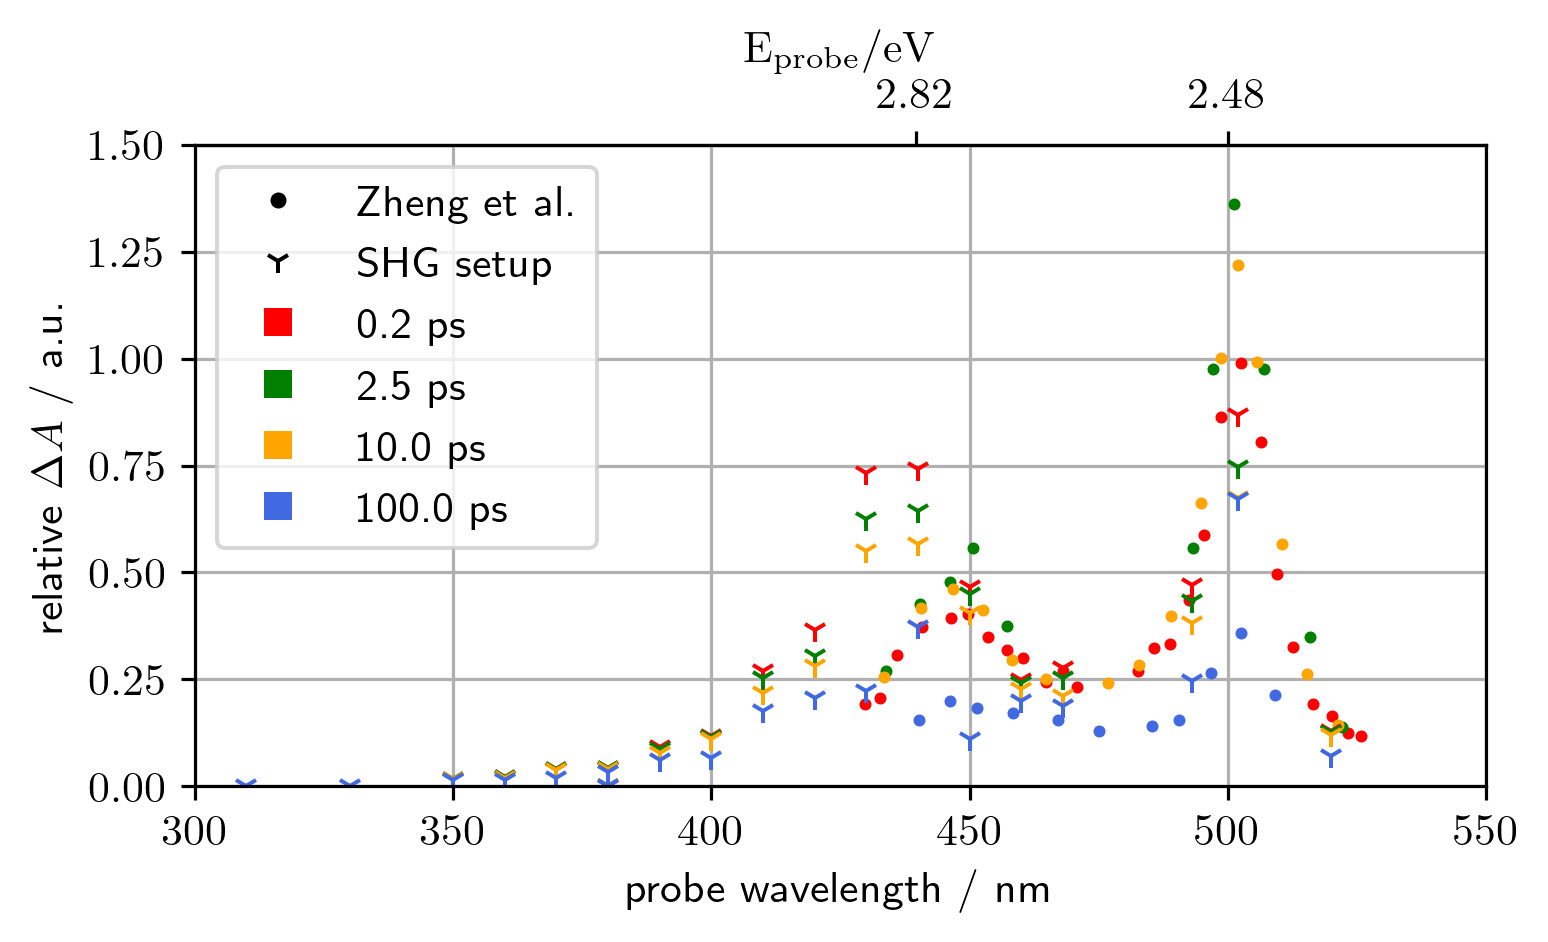 E_probe/eV
2.82 2.48
1.50
1.25
1.00
0.75
0.50
0.25
0.00
relative ΔA / a.u.
Zheng et al.
SHG setup
0.2 ps
2.5 ps
10.0 ps
100.0 ps
300 350 400 450 500 550
probe wavelength / nm